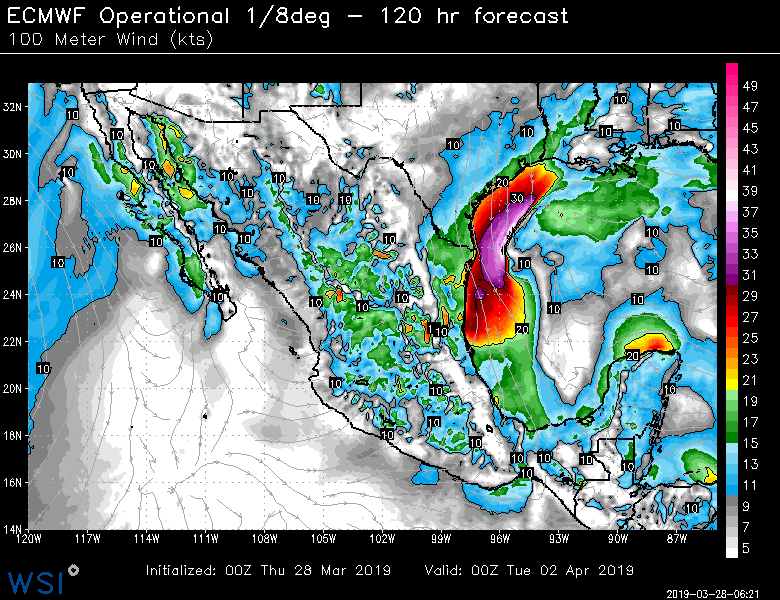 ECMWF Operational 1/8deg – 120 hr forecast
100 Meter Wind (kts)
32N
30N
28N
26N
24N
22N
20N
18N
16N
14N
120W 117W 114W 111W 108W 105W 102W 99W 96W 93W 90W 87W
49
47
45
43
41
39
37
35
33
31
29
27
25
23
21
19
17
15
13
11
9
7
5
10 10 10 10
10 10 10 10
10 10 20
10 10 10 10 30
10 10 10 10
10 10 10
10 10 10 10
10 10 20 20
10 10 10 10
10 10 10 10
10 10 10 10
10
WSI
Initialized: 00Z Thu 28 Mar 2019 Valid: 00Z Tue 02 Apr 2019
2019-03-28-06:21